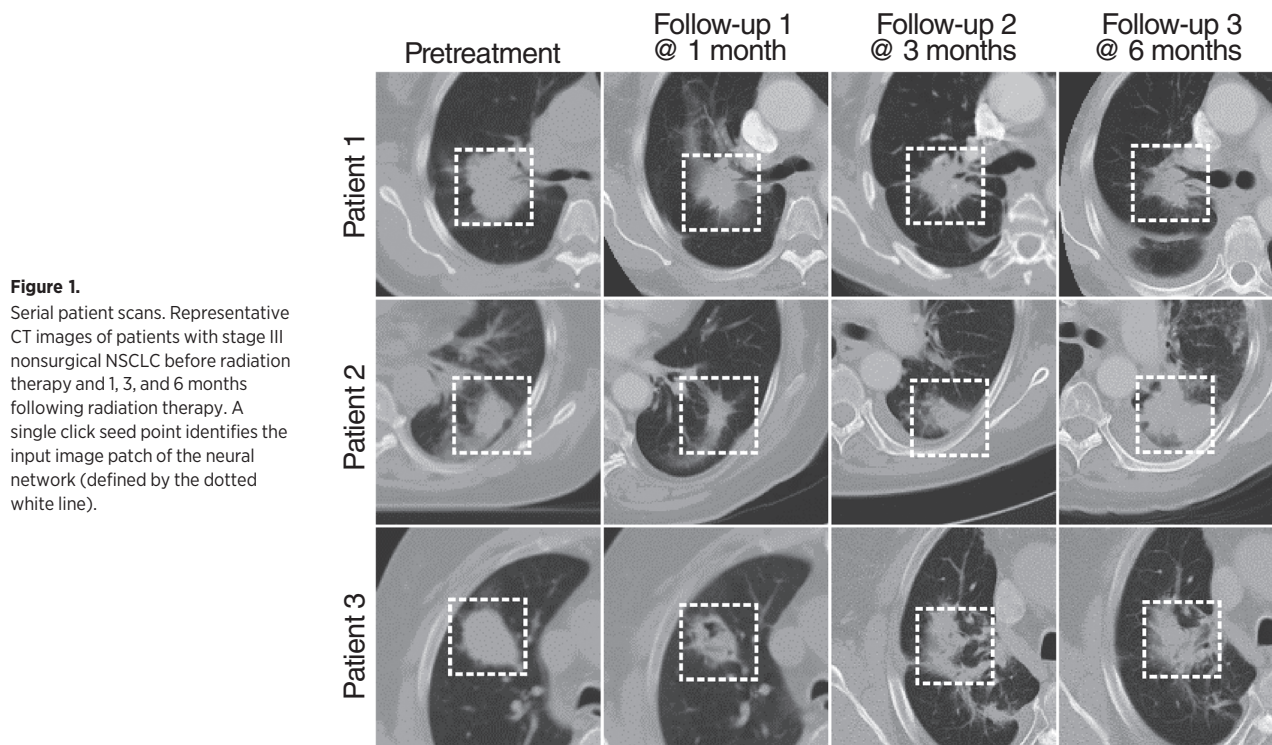 Pretreatment
Follow-up 1
@ 1 month
Follow-up 2
@ 3 months
Follow-up 3
@ 6 months
Patient 1
Patient 2
Patient 3
Figure 1.
Serial patient scans. Representative
CT images of patients with stage III
nonsurgical NSCLC before radiation
therapy and 1, 3, and 6 months
following radiation therapy. A
single click seed point identifies the
input image patch of the neural
network (defined by the dotted
white line).